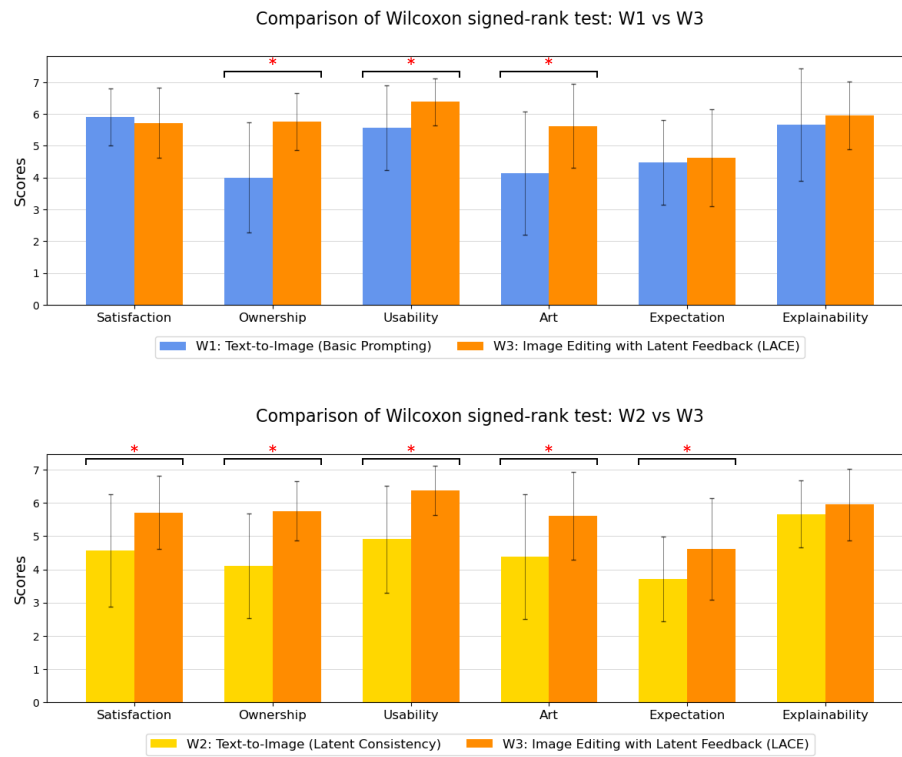 Comparison of Wilcoxon signed-rank test: W1 vs W3
* * *
7
6
5
4
3
2
1
0
Scores
Satisfaction Ownership Usability Art Expectation Explainability
W1: Text-to-Image (Basic Prompting) W3: Image Editing with Latent Feedback (LACE)
Comparison of Wilcoxon signed-rank test: W2 vs W3
* * * * *
7
6
5
4
3
2
1
0
Scores
Satisfaction Ownership Usability Art Expectation Explainability
W2: Text-to-Image (Latent Consistency) W3: Image Editing with Latent Feedback (LACE)